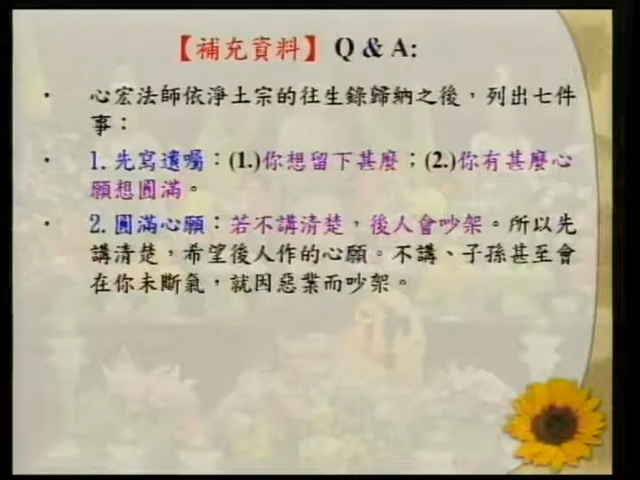 【補充資料】 Q & A:
• 心宏法師依淨土宗的往生錄歸納之後，列出七件
事：
• 1. 先寫遺囑：(1.)你想留下甚麼；(2.)你有甚麼心
願想圓滿。
• 2. 圓滿心願：若不講清楚，後人會吵架。所以先
講清楚，希望後人作的心願。不講、子孫甚至會
在你未斷氣，就因惡業而吵架。